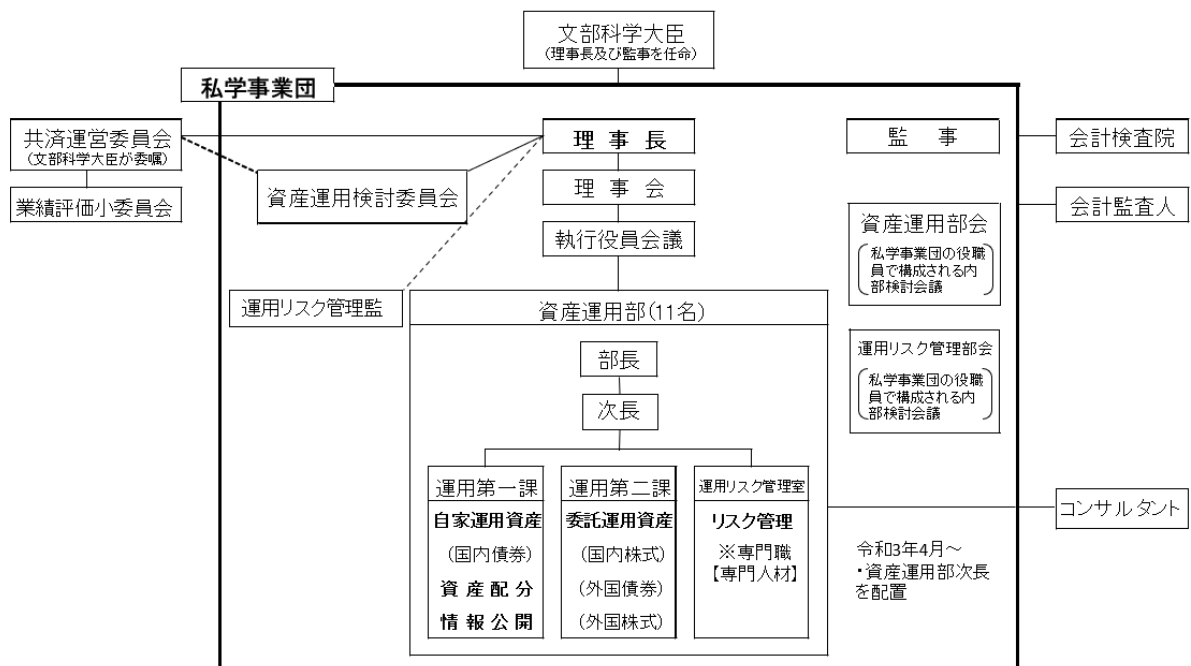 文部科学大臣
(理事長及び監事を任命)
私学事業団
共済運営委員会
(文部科学大臣が委嘱)
業績評価小委員会
資産運用検討委員会
運用リスク管理監
理事長
理事会
執行役員会議
監事
会計検査院
会計監査人
資産運用部会
私学事業団の役職
員で構成される内
部検討会議
運用リスク管理部会
私学事業団の役職
員で構成される内
部検討会議
資産運用部(11名)
部長
次長
運用第一課
自家運用資産
(国内債券)
資産配分
情報公開
運用第二課
委託運用資産
(国内株式)
(外国債券)
(外国株式)
運用リスク管理室
リスク管理
※専門職
【専門人材】
令和3年4月～
・資産運用部次長
を配置
コンサルタント